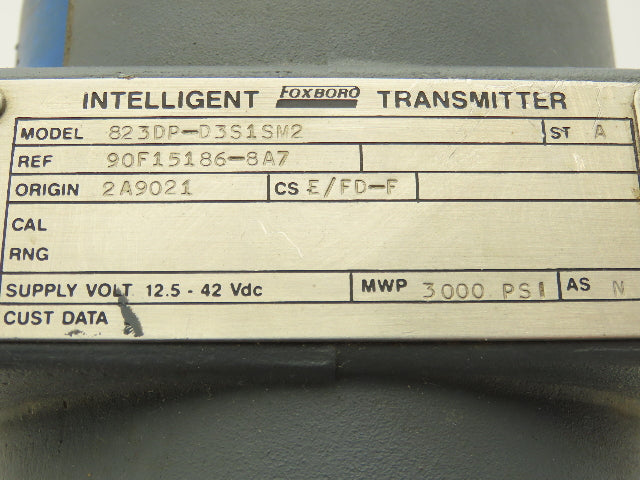 INTELLIGENT FOXBORO TRANSMITTER
MODEL 823DP-D3S1SM2 ST A
REF 90F15186-8A7
ORIGIN 2A9021 CS E/FD-F
CAL
RNG
SUPPLY VOLT 12.5 - 42 Vdc MWP 3000 PSI AS N
CUST DATA